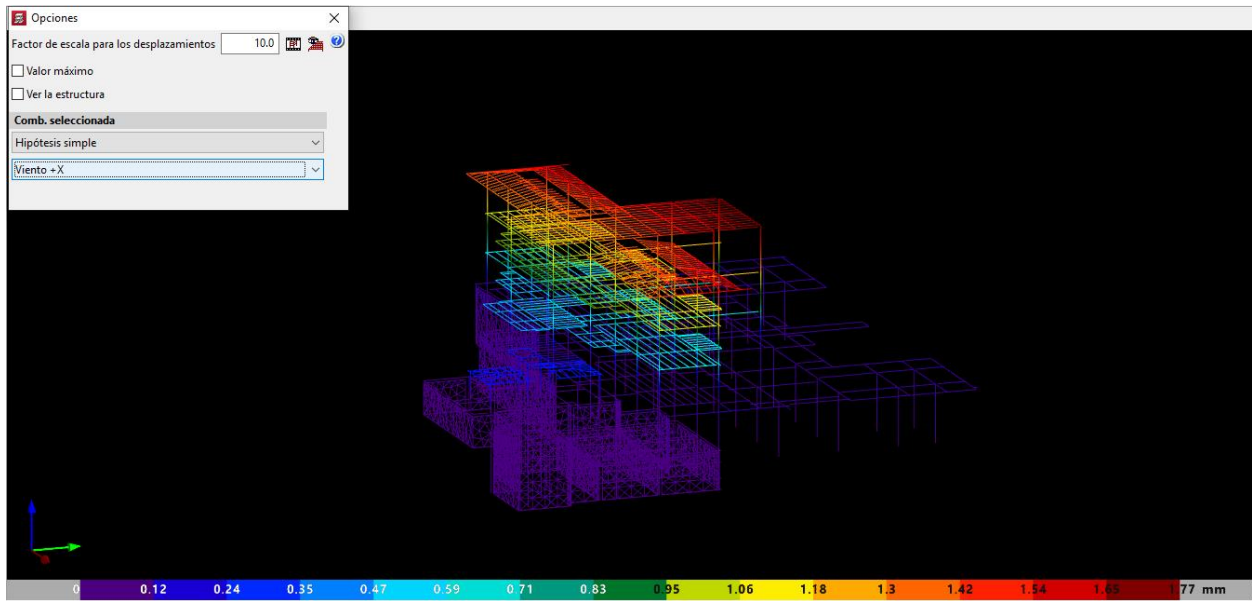 Opciones
Factor de escala para los desplazamientos 10.0
Valor máximo
Ver la estructura
Comb. seleccionada
Hipótesis simple
Viento +X
0 0.12 0.24 0.35 0.47 0.59 0.71 0.83 0.95 1.06 1.18 1.3 1.42 1.54 1.65 1.77 mm